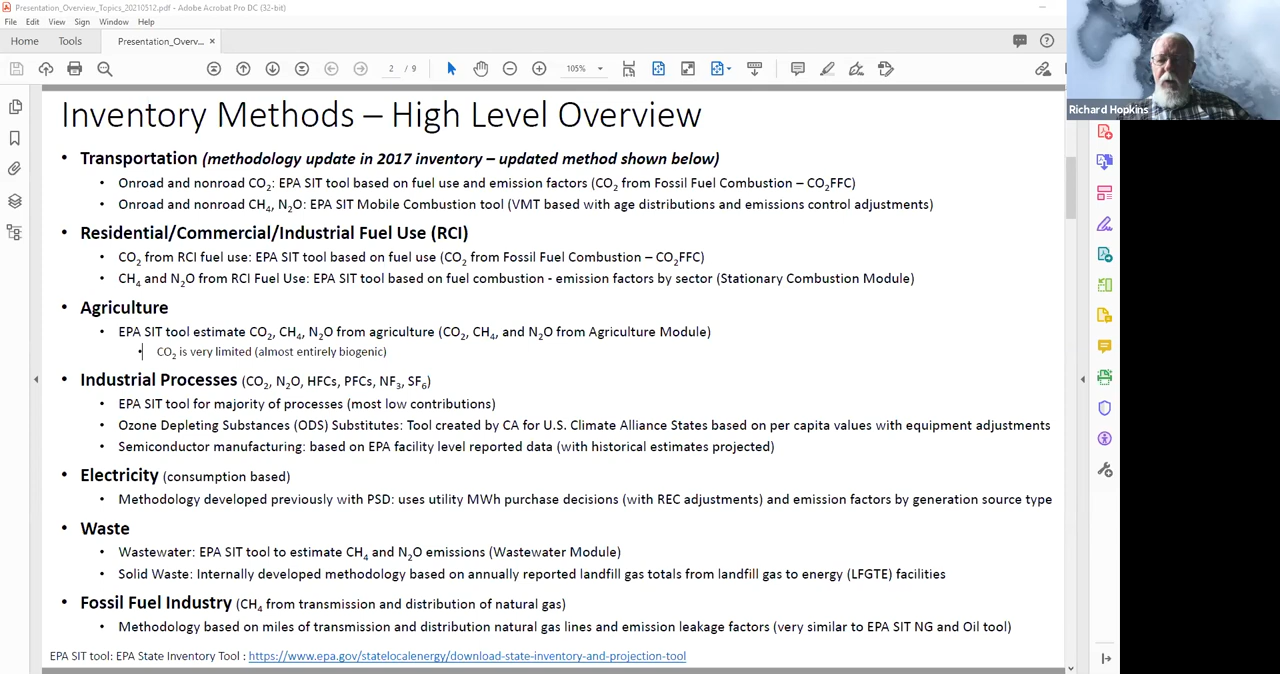 Presentation_Overview_Topics_20210512.pdf - Adobe Acrobat Pro DC (32-bit)
File Edit View Sign Window Help
Home Tools Presentation_Overv... ×
2 / 9 105%
Richard Hopkins
Inventory Methods – High Level Overview
• Transportation (methodology update in 2017 inventory – updated method shown below)
• Onroad and nonroad CO₂: EPA SIT tool based on fuel use and emission factors (CO₂ from Fossil Fuel Combustion – CO₂FFC)
• Onroad and nonroad CH₄, N₂O: EPA SIT Mobile Combustion tool (VMT based with age distributions and emissions control adjustments)
• Residential/Commercial/Industrial Fuel Use (RCI)
• CO₂ from RCI fuel use: EPA SIT tool based on fuel use (CO₂ from Fossil Fuel Combustion – CO₂FFC)
• CH₄ and N₂O from RCI Fuel Use: EPA SIT tool based on fuel combustion - emission factors by sector (Stationary Combustion Module)
• Agriculture
• EPA SIT tool estimate CO₂, CH₄, N₂O from agriculture (CO₂, CH₄, and N₂O from Agriculture Module)
• CO₂ is very limited (almost entirely biogenic)
• Industrial Processes (CO₂, N₂O, HFCs, PFCs, NF₃, SF₆)
• EPA SIT tool for majority of processes (most low contributions)
• Ozone Depleting Substances (ODS) Substitutes: Tool created by CA for U.S. Climate Alliance States based on per capita values with equipment adjustments
• Semiconductor manufacturing: based on EPA facility level reported data (with historical estimates projected)
• Electricity (consumption based)
• Methodology developed previously with PSD: uses utility MWh purchase decisions (with REC adjustments) and emission factors by generation source type
• Waste
• Wastewater: EPA SIT tool to estimate CH₄ and N₂O emissions (Wastewater Module)
• Solid Waste: Internally developed methodology based on annually reported landfill gas totals from landfill gas to energy (LFGTE) facilities
• Fossil Fuel Industry (CH₄ from transmission and distribution of natural gas)
• Methodology based on miles of transmission and distribution natural gas lines and emission leakage factors (very similar to EPA SIT NG and Oil tool)
EPA SIT tool: EPA State Inventory Tool : https://www.epa.gov/statelocalenergy/download-state-inventory-and-projection-tool